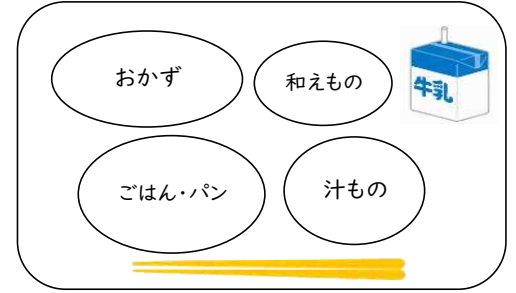 おかず
和えもの
牛乳
ごはん・パン
汁もの